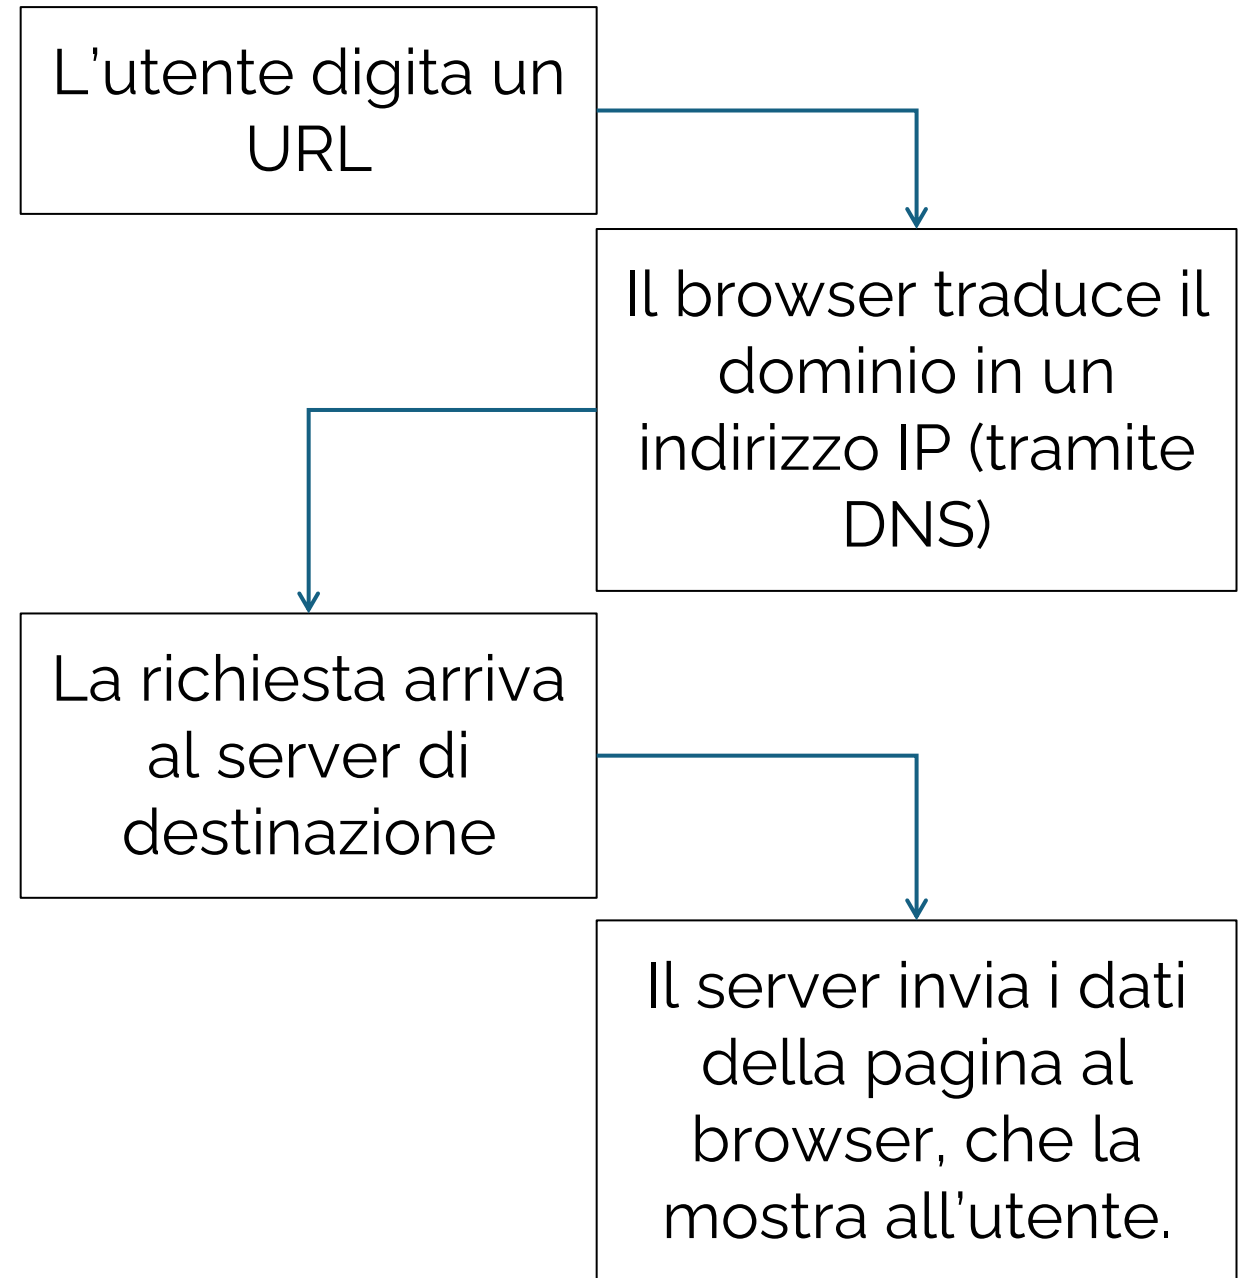 L’utente digita un
URL
Il browser traduce il
dominio in un
indirizzo IP (tramite
DNS)
La richiesta arriva
al server di
destinazione
Il server invia i dati
della pagina al
browser, che la
mostra all’utente.